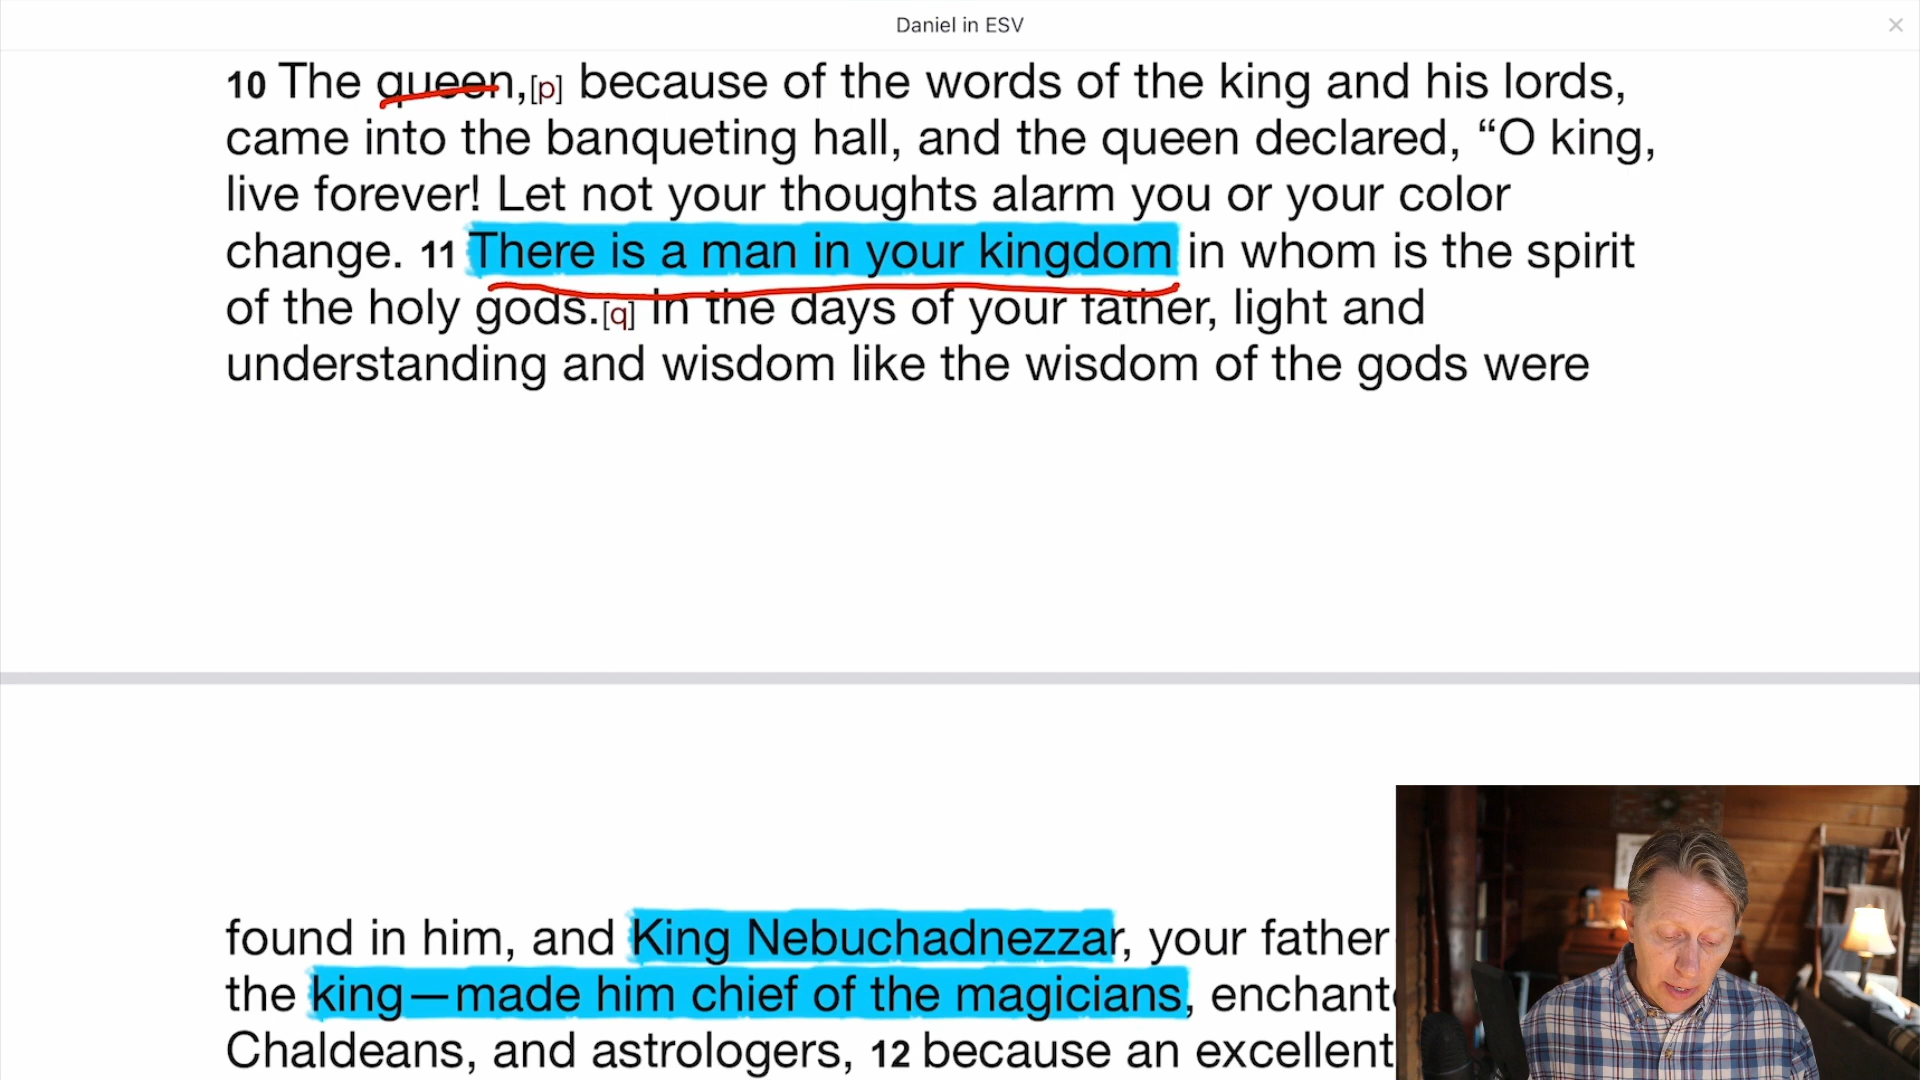 Daniel in ESV
10 The queen,[p] because of the words of the king and his lords,
came into the banqueting hall, and the queen declared, “O king,
live forever! Let not your thoughts alarm you or your color
change. 11 There is a man in your kingdom in whom is the spirit
of the holy gods.[q] In the days of your father, light and
understanding and wisdom like the wisdom of the gods were
found in him, and King Nebuchadnezzar, your father
the king—made him chief of the magicians,
Chaldeans, and astrologers, 12 because an excellent